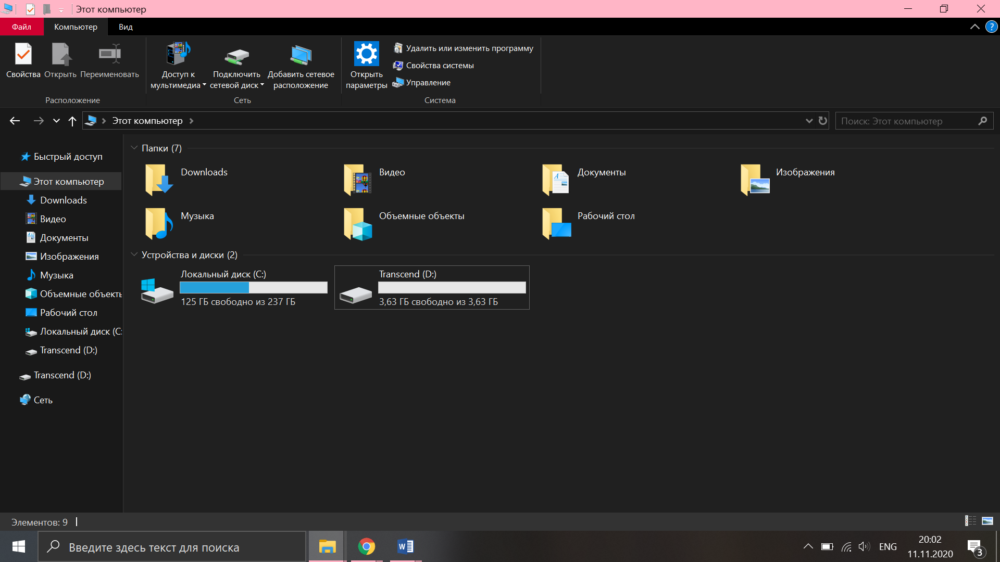 Этот компьютер
Файл
Компьютер
Вид
?
Свойства
Открыть
Переименовать
Расположение
Доступ к
мультимедиа
Подключить
сетевой диск
Добавить сетевое
расположение
Сеть
Открыть
параметры
Удалить или изменить программу
Свойства системы
Управление
Система
Этот компьютер
Поиск: Этот компьютер
Быстрый доступ
Этот компьютер
Downloads
Видео
Документы
Изображения
Музыка
Объемные объекты
Рабочий стол
Локальный диск (C:
Transcend (D:)
Transcend (D:)
Сеть
Папки (7)
Downloads
Видео
Документы
Изображения
Музыка
Объемные объекты
Рабочий стол
Устройства и диски (2)
Локальный диск (C:)
125 ГБ свободно из 237 ГБ
Transcend (D:)
3,63 ГБ свободно из 3,63 ГБ
Элементов: 9
Введите здесь текст для поиска
W
ENG
20:02
11.11.2020
3